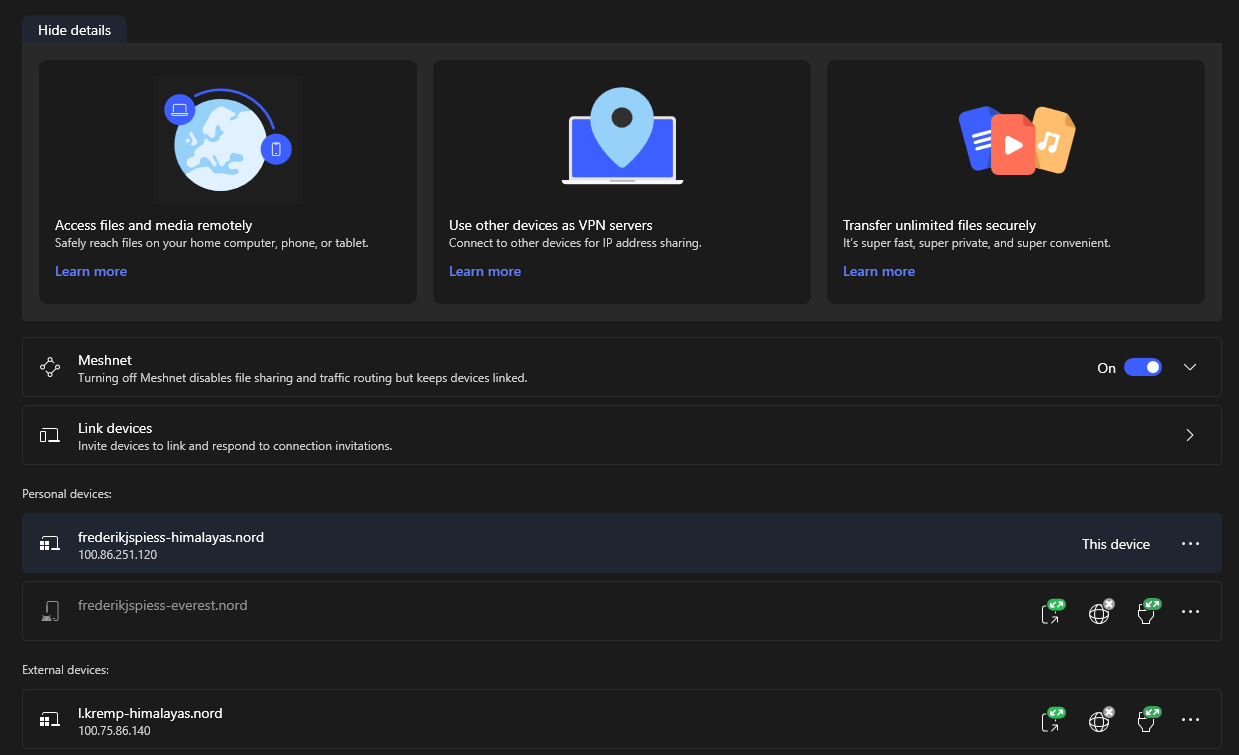 Hide details
Access files and media remotely
Safely reach files on your home computer, phone, or tablet.
Learn more
Use other devices as VPN servers
Connect to other devices for IP address sharing.
Learn more
Transfer unlimited files securely
It's super fast, super private, and super convenient.
Learn more
Meshnet
Turning off Meshnet disables file sharing and traffic routing but keeps devices linked.
On
Link devices
Invite devices to link and respond to connection invitations.
Personal devices:
frederikjspiess-himalayas.nord
100.86.251.120
This device
frederikjspiess-everest.nord
External devices:
l.kremp-himalayas.nord
100.75.86.140